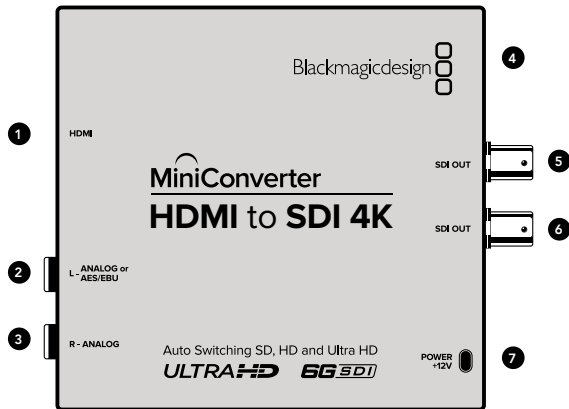 Blackmagicdesign
4
1
HDMI
SDI OUT
5
MiniConverter
HDMI to SDI 4K
SDI OUT
6
2
L - ANALOG or
AES/EBU
3
R - ANALOG
Auto Switching SD, HD and Ultra HD
POWER
+12V
7
ULTRAHD 6G SDI